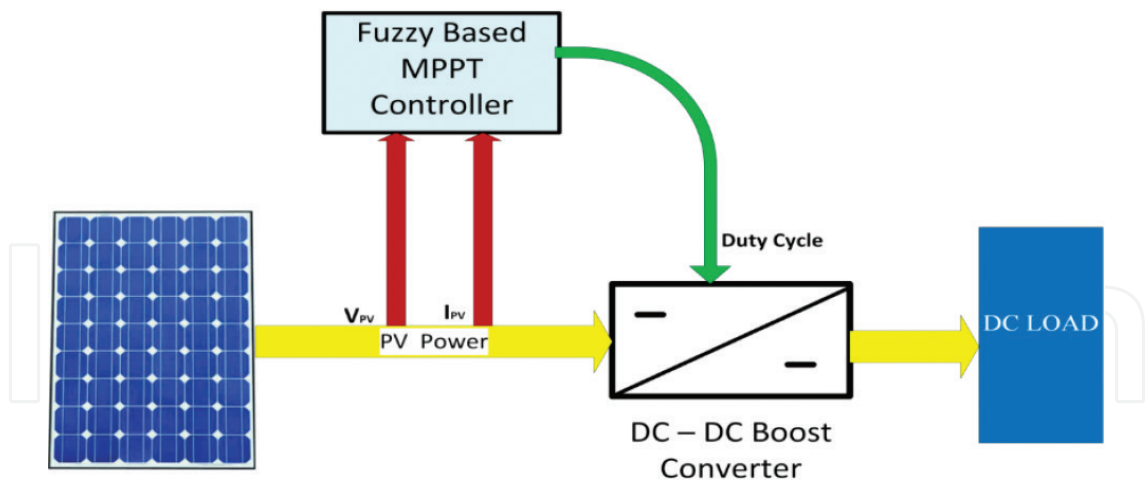 Fuzzy Based
MPPT
Controller
Duty Cycle
VPV
IPV
PV Power
DC LOAD
DC – DC Boost
Converter